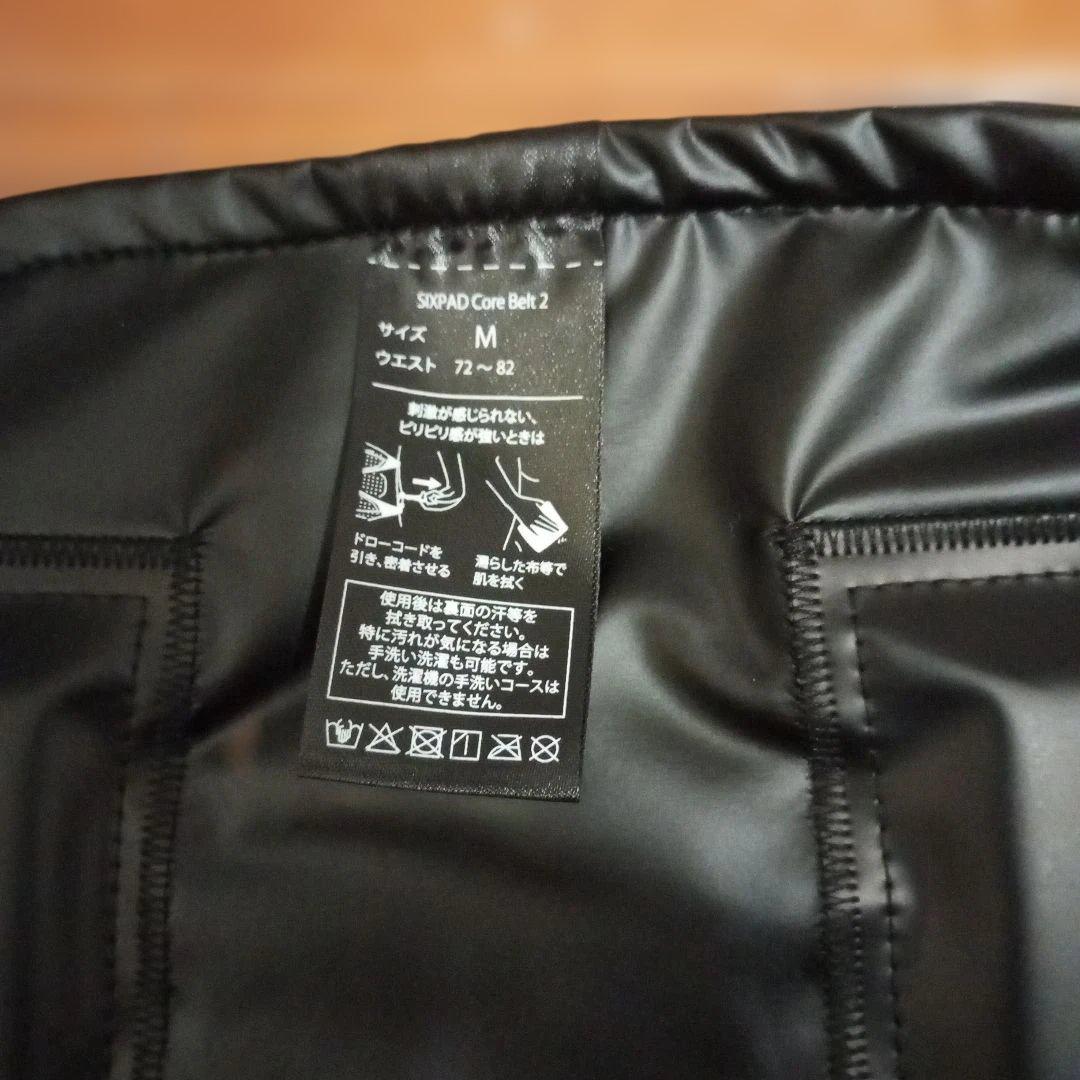 SIXPAD Core Belt 2
サイズ M
ウエスト 72～82
刺激が感じられない、
ピリピリ感が強いときは
ドローコードを
引き、密着させる
濡らした布等で
肌を拭く
使用後は裏面の汗等を
拭き取ってください。
特に汚れが気になる場合は
手洗い洗濯も可能です。
ただし、洗濯機の手洗いコースは
使用できません。